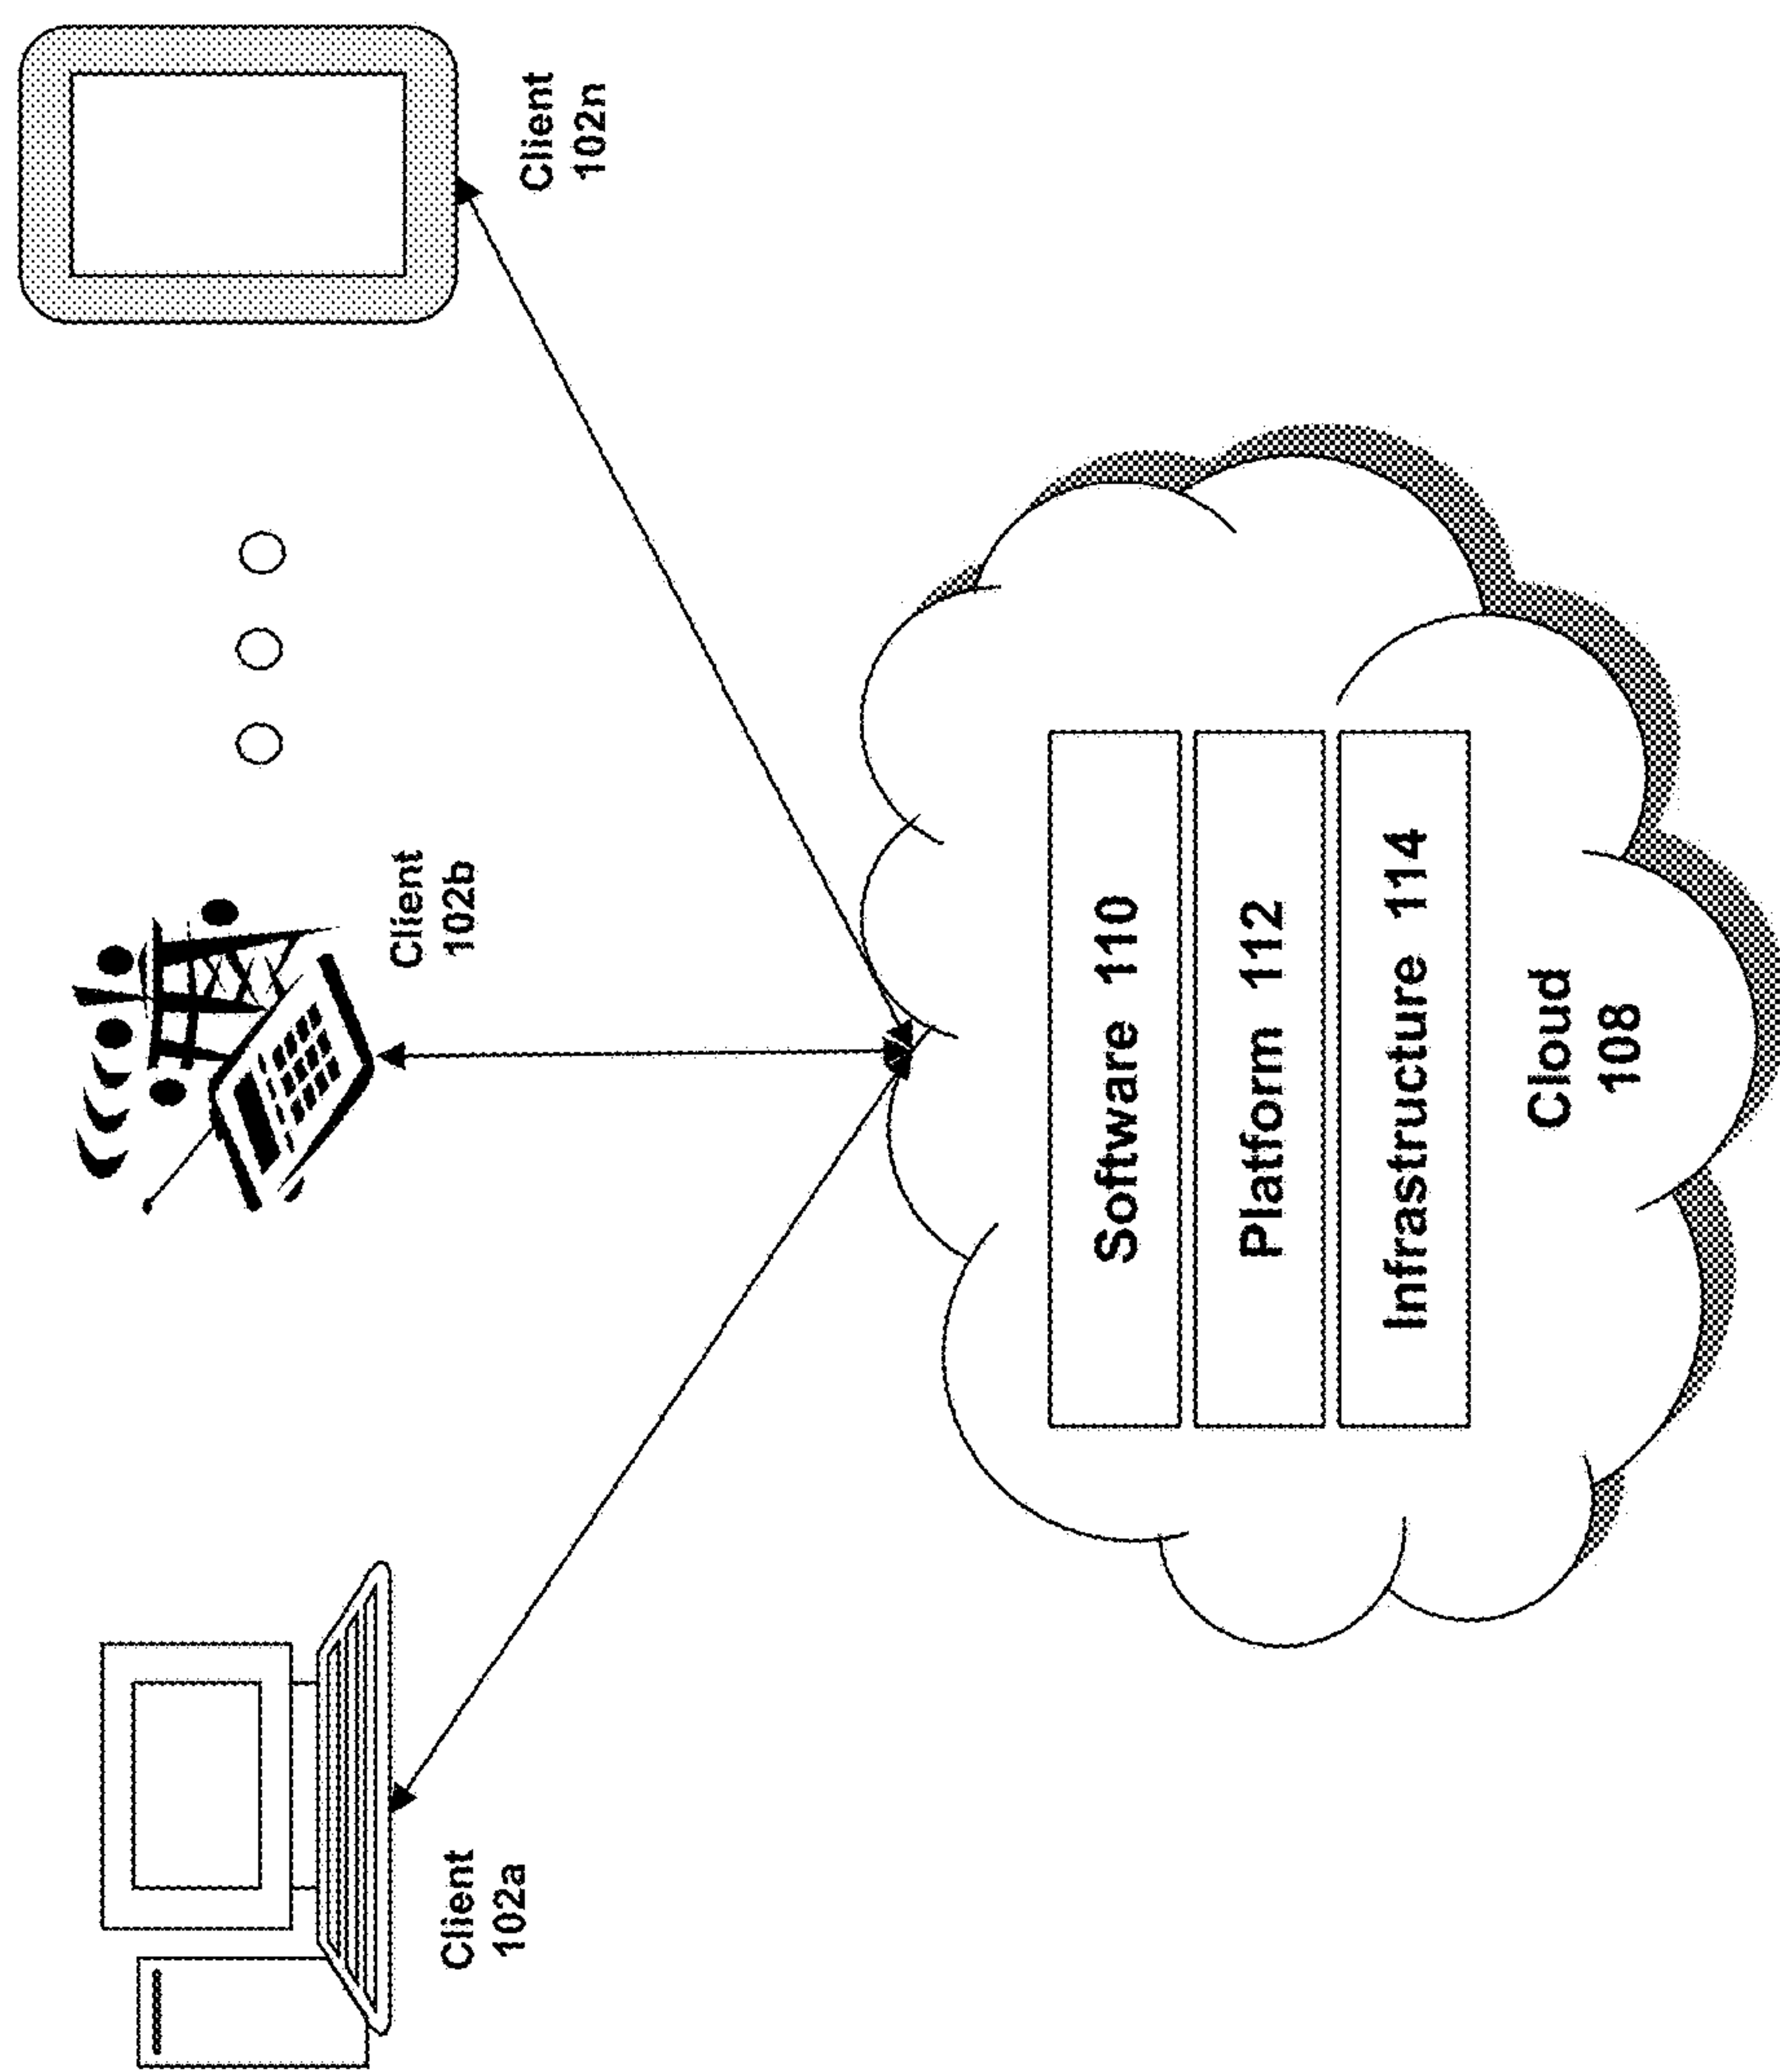 Client
102a
Client
102b
Client
102n
Software 110
Platform 112
Infrastructure 114
Cloud
108